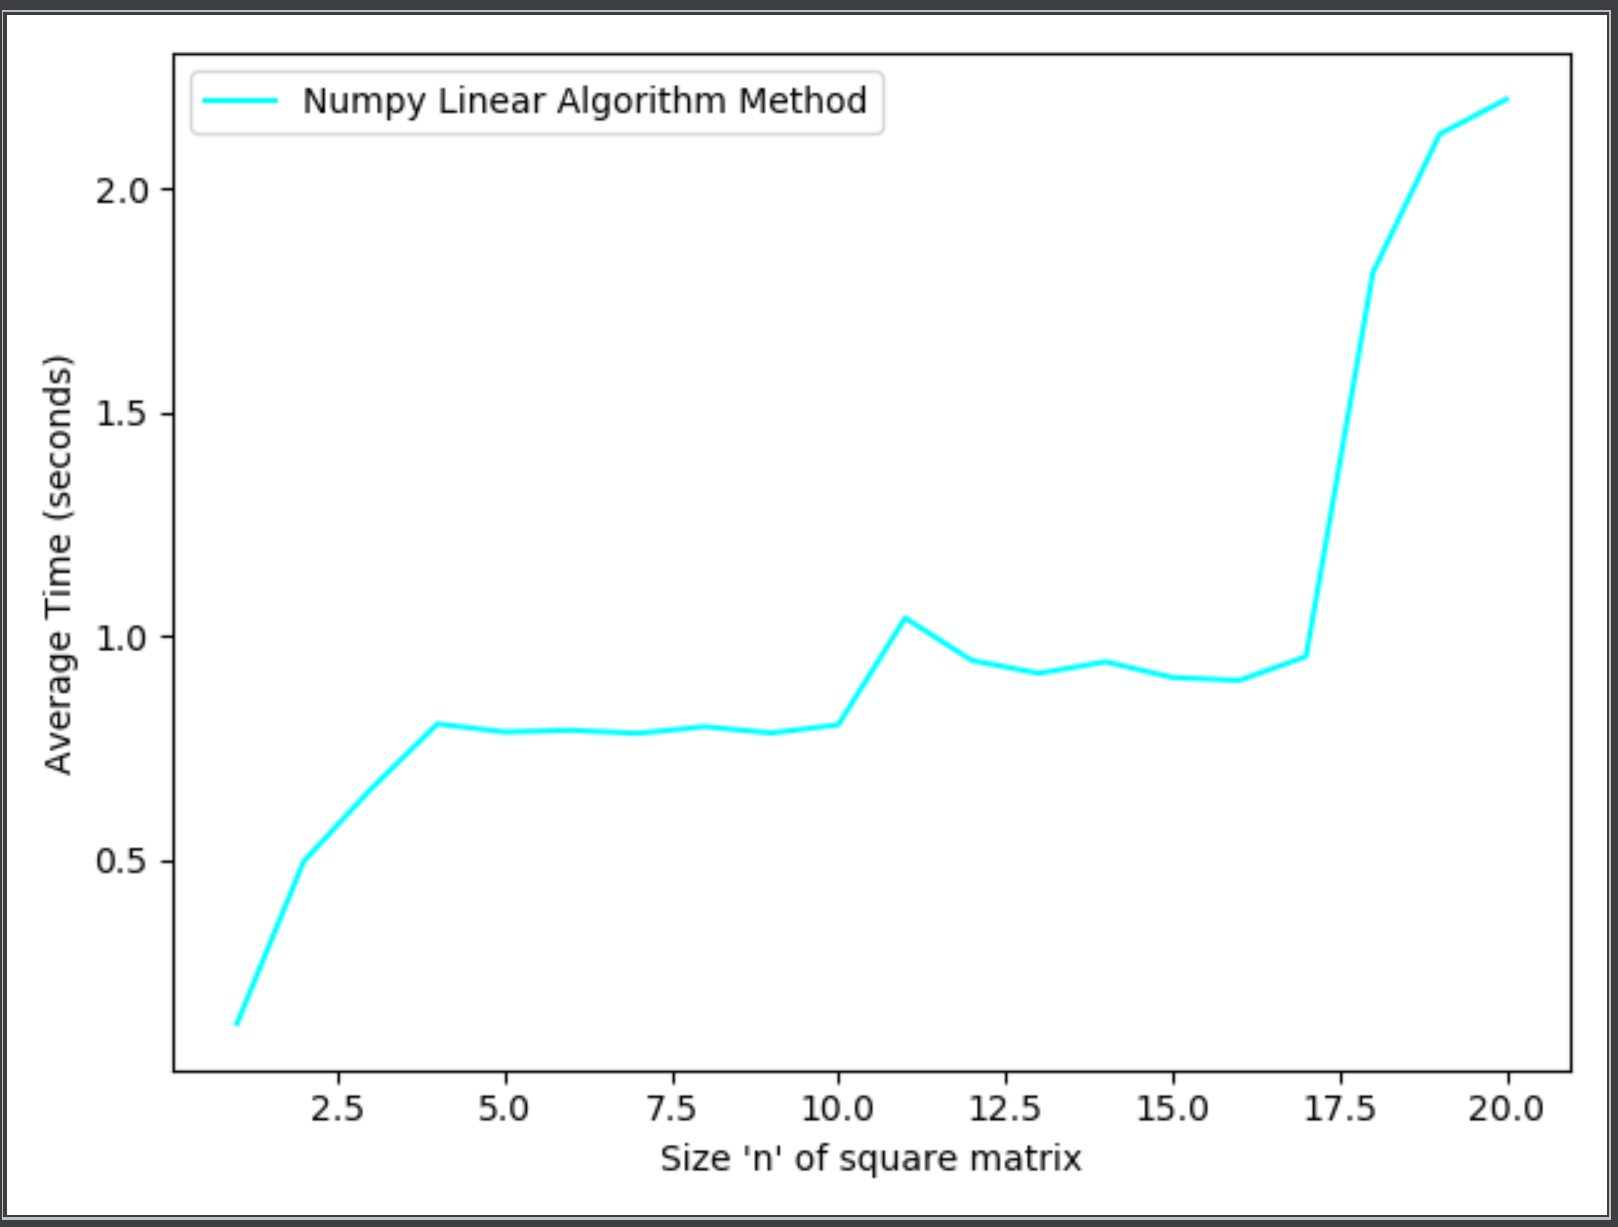 Numpy Linear Algorithm Method
2.0
1.5
1.0
0.5
Average Time (seconds)
2.5 5.0 7.5 10.0 12.5 15.0 17.5 20.0
Size 'n' of square matrix